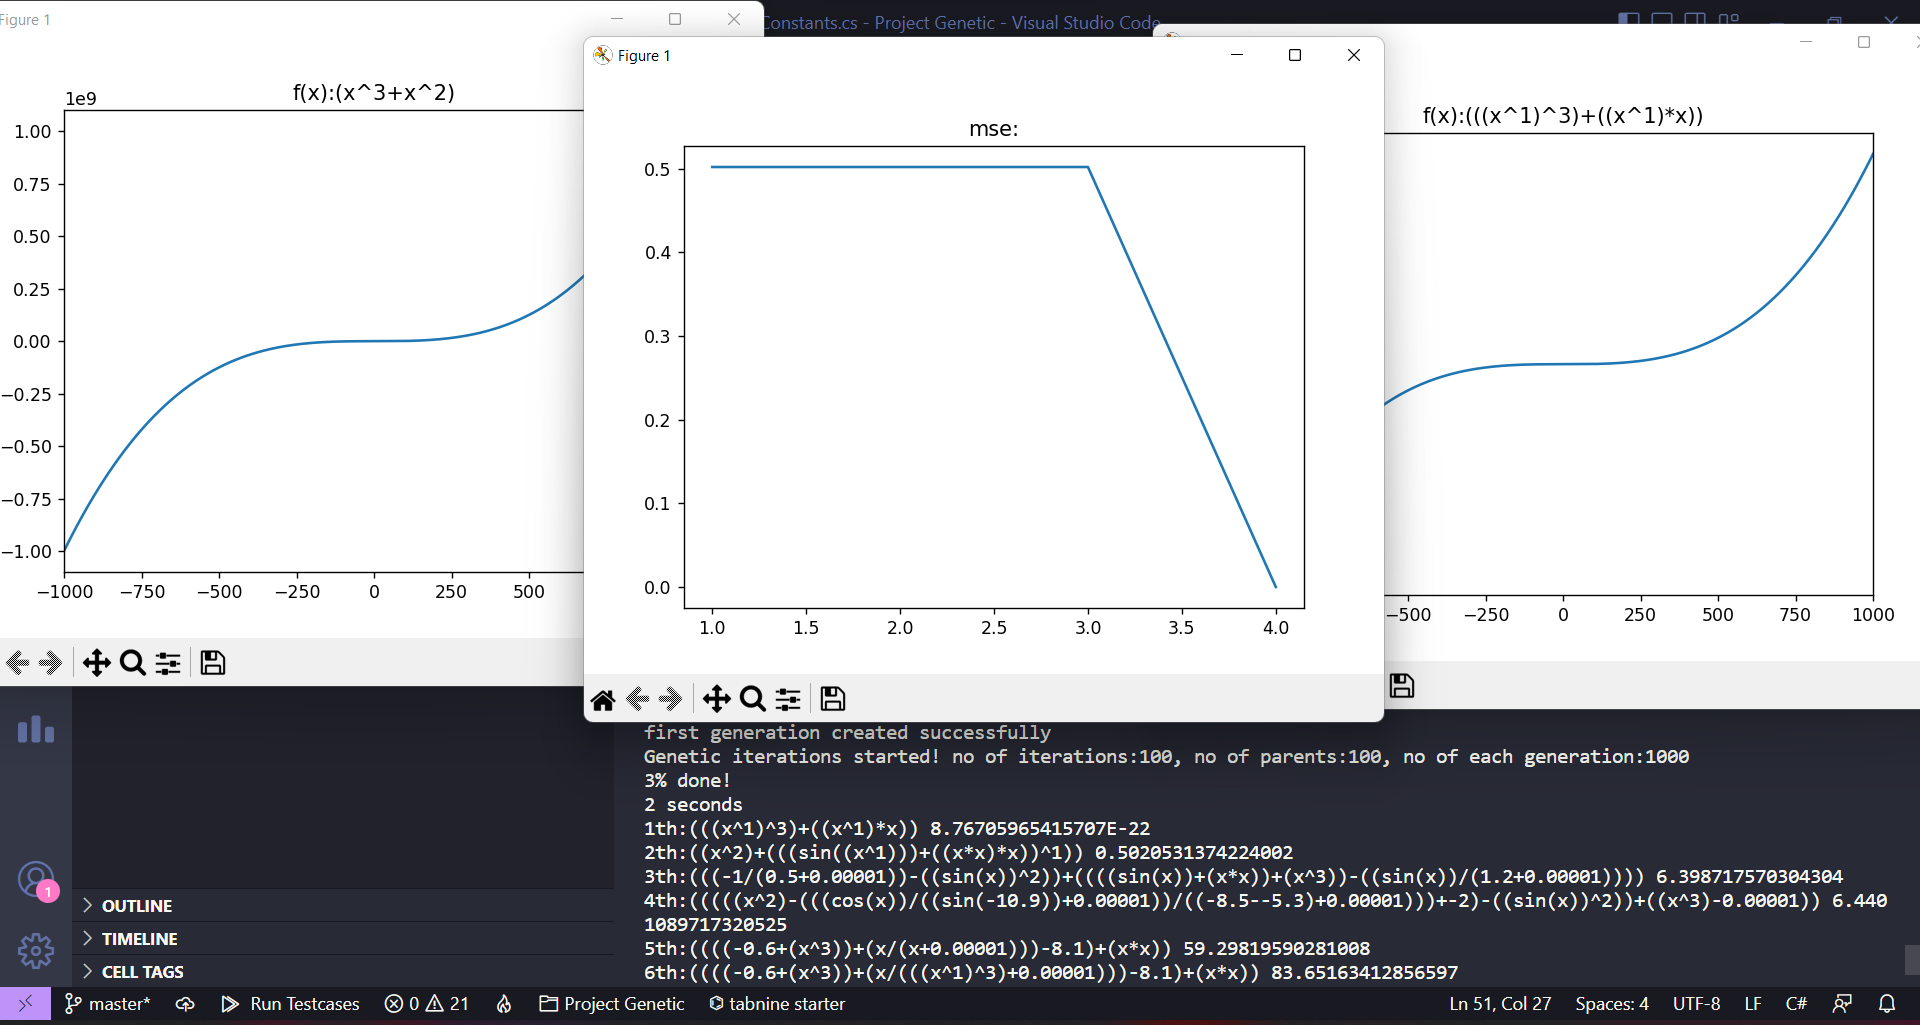 Figure 1
Constants.cs - Project Genetic - Visual Studio Code
Figure 1
1e9
f(x):(x^3+x^2)
1.00
0.75
0.50
0.25
0.00
−0.25
−0.50
−0.75
−1.00
−1000 −750 −500 −250 0 250 500
mse:
0.5
0.4
0.3
0.2
0.1
0.0
1.0 1.5 2.0 2.5 3.0 3.5 4.0
f(x):(((x^1)^3)+((x^1)*x))
−500 −250 0 250 500 750 1000
first generation created successfully
Genetic iterations started! no of iterations:100, no of parents:100, no of each generation:1000
3% done!
2 seconds
1th:(((x^1)^3)+((x^1)*x)) 8.76705965415707E-22
2th:((x^2)+(((sin((x^1)))+((x*x)*x))^1)) 0.5020531374224002
3th:(((-1/(0.5+0.00001))-((sin(x))^2))+((((sin(x))+(x*x))+(x^3))-((sin(x))/(1.2+0.00001)))) 6.398717570304304
4th:(((((x^2)-(((cos(x))/((sin(-10.9))+0.00001))/((-8.5--5.3)+0.00001)))+-2)-((sin(x))^2))+((x^3)-0.00001)) 6.440
1089717320525
5th:((((-0.6+(x^3))+(x/(x+0.00001)))-8.1)+(x*x)) 59.29819590281008
6th:((((-0.6+(x^3))+(x/(((x^1)^3)+0.00001)))-8.1)+(x*x)) 83.65163412856597
1
OUTLINE
TIMELINE
CELL TAGS
master* Run Testcases 0 21 Project Genetic tabnine starter Ln 51, Col 27 Spaces: 4 UTF-8 LF C#